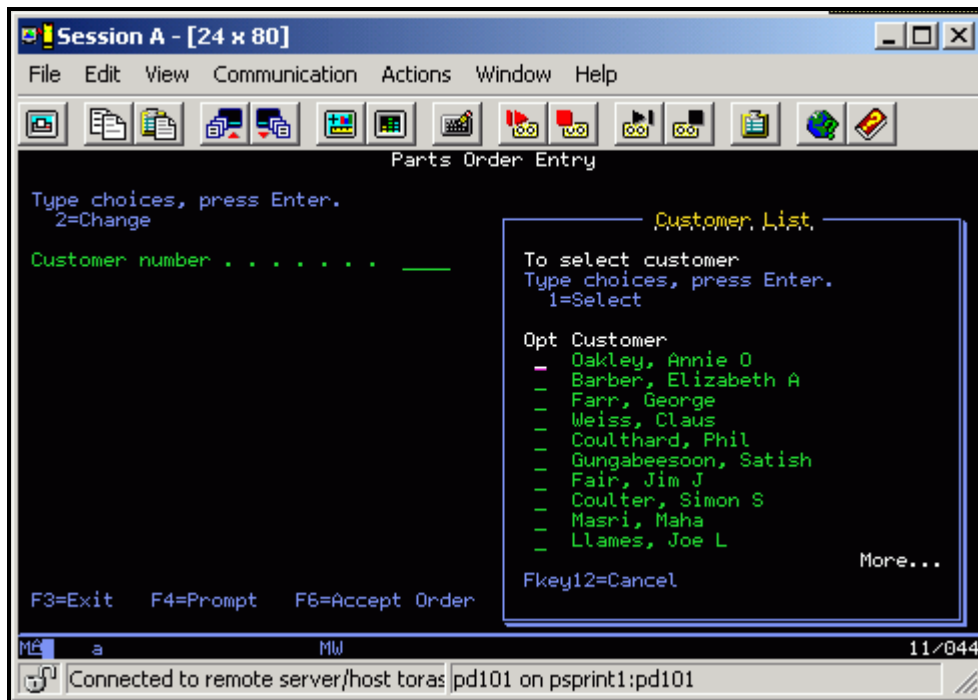 Session A - [24 x 80]
File Edit View Communication Actions Window Help
Parts Order Entry
Type choices, press Enter.
2=Change
Customer number . . . . . . . ____
Customer List
To select customer
Type choices, press Enter.
1=Select
Opt Customer
_ Oakley, Annie O
_ Barber, Elizabeth A
_ Farr, George
_ Weiss, Claus
_ Coulthard, Phil
_ Gungabeesoon, Satish
_ Fair, Jim J
_ Coulter, Simon S
_ Masri, Maha
_ Llames, Joe L
More...
Fkey12=Cancel
F3=Exit F4=Prompt F6=Accept Order
MA a MW 11/044
Connected to remote server/host toras pd101 on psprint1:pd101